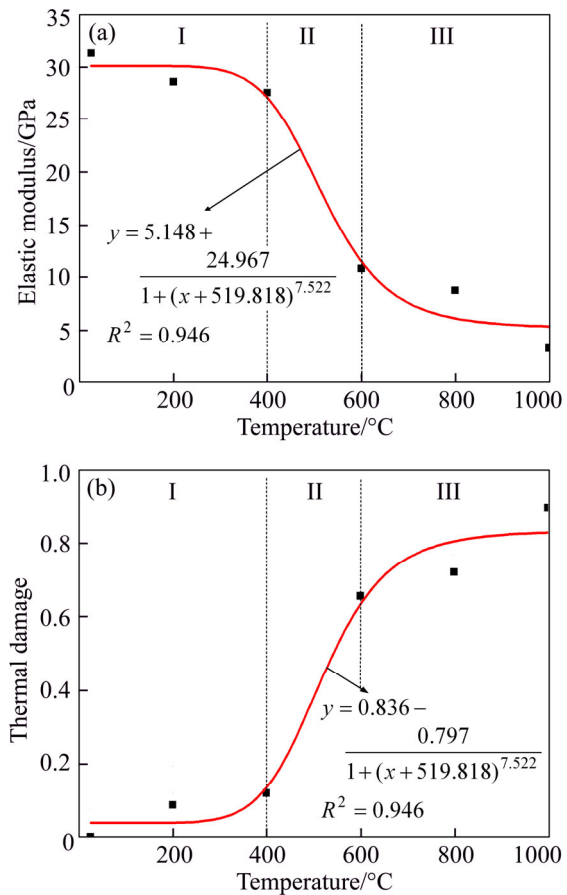 (a)
I II III
35
30
25
20
15
10
5
0
Elastic modulus/GPa
y = 5.148 +
24.967
1 + (x + 519.818)^7.522
R² = 0.946
200 400 600 800 1000
Temperature/°C
(b)
I II III
1.0
0.8
0.6
0.4
0.2
0
Thermal damage
y = 0.836 −
0.797
1 + (x + 519.818)^7.522
R² = 0.946
200 400 600 800 1000
Temperature/°C